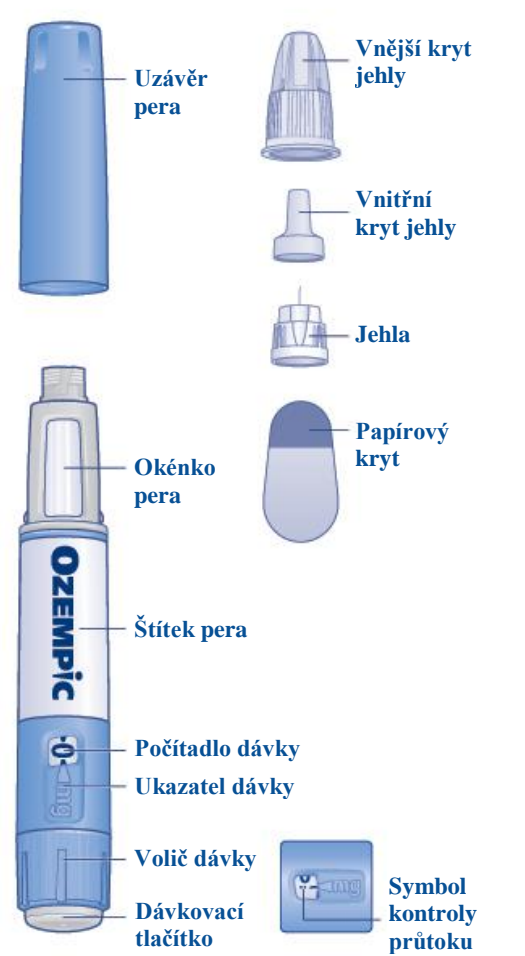 Uzávěr
pera
Vnější kryt
jehly
Vnitřní
kryt jehly
Jehla
Papírový
kryt
Okénko
pera
OZEMPIC
Štítek pera
0
Počítadlo dávky
mg
Ukazatel dávky
Volič dávky
Dávkovací
tlačítko
mg
Symbol
kontroly
průtoku